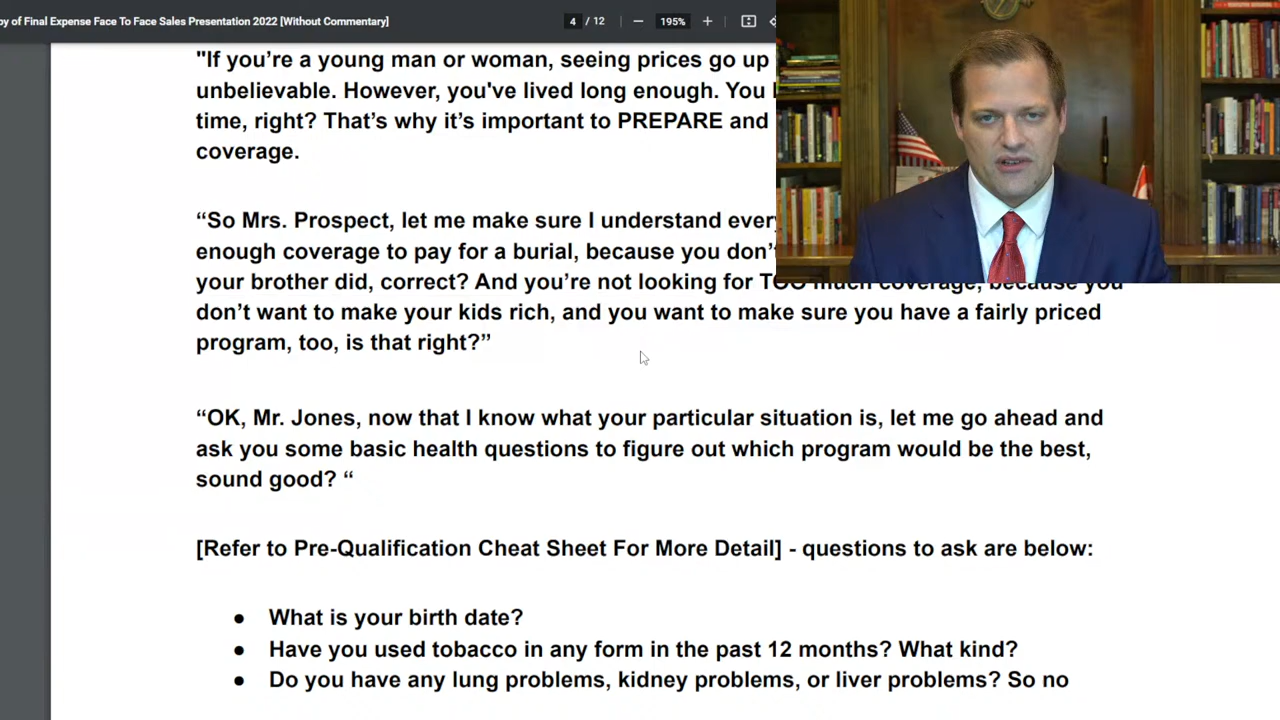 py of Final Expense Face To Face Sales Presentation 2022 [Without Commentary]
4 / 12
195%
"If you're a young man or woman, seeing prices go up
unbelievable. However, you've lived long enough. You
time, right? That's why it's important to PREPARE and
coverage.
“So Mrs. Prospect, let me make sure I understand
enough coverage to pay for a burial, because you
your brother did, correct? And you’re not looking for TOO much coverage, because you
don’t want to make your kids rich, and you want to make sure you have a fairly priced
program, too, is that right?”
“OK, Mr. Jones, now that I know what your particular situation is, let me go ahead and
ask you some basic health questions to figure out which program would be the best,
sound good? “
[Refer to Pre-Qualification Cheat Sheet For More Detail] - questions to ask are below:
● What is your birth date?
● Have you used tobacco in any form in the past 12 months? What kind?
● Do you have any lung problems, kidney problems, or liver problems? So no